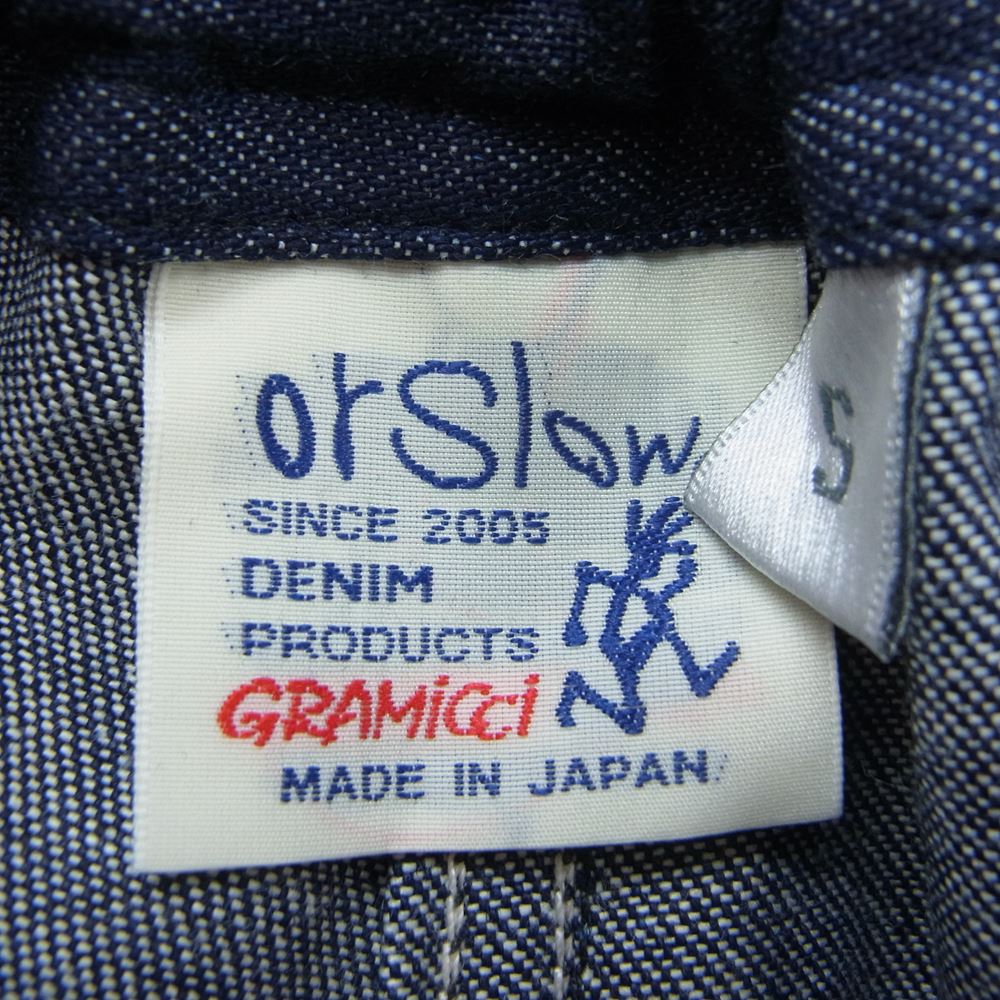 orSlow
SINCE 2005
DENIM
PRODUCTS
GRAMiCCi
MADE IN JAPAN